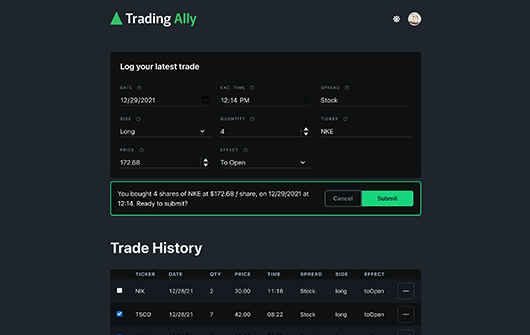 Trading Ally
Log your latest trade
DATE EXC. TIME SPREAD
12/29/2021 12:14 PM Stock
SIDE QUANTITY TICKER
Long 4 NKE
PRICE EFFECT
172.68 To Open
You bought 4 shares of NKE at $172.68 / share, on 12/29/2021 at
12:14. Ready to submit?
Cancel Submit
Trade History
TICKER DATE QTY PRICE TIME SPREAD SIDE EFFECT
NIK 12/28/21 2 30.00 11:18 Stock long toOpen
TSCO 12/28/21 7 42.00 08:22 Stock long toOpen